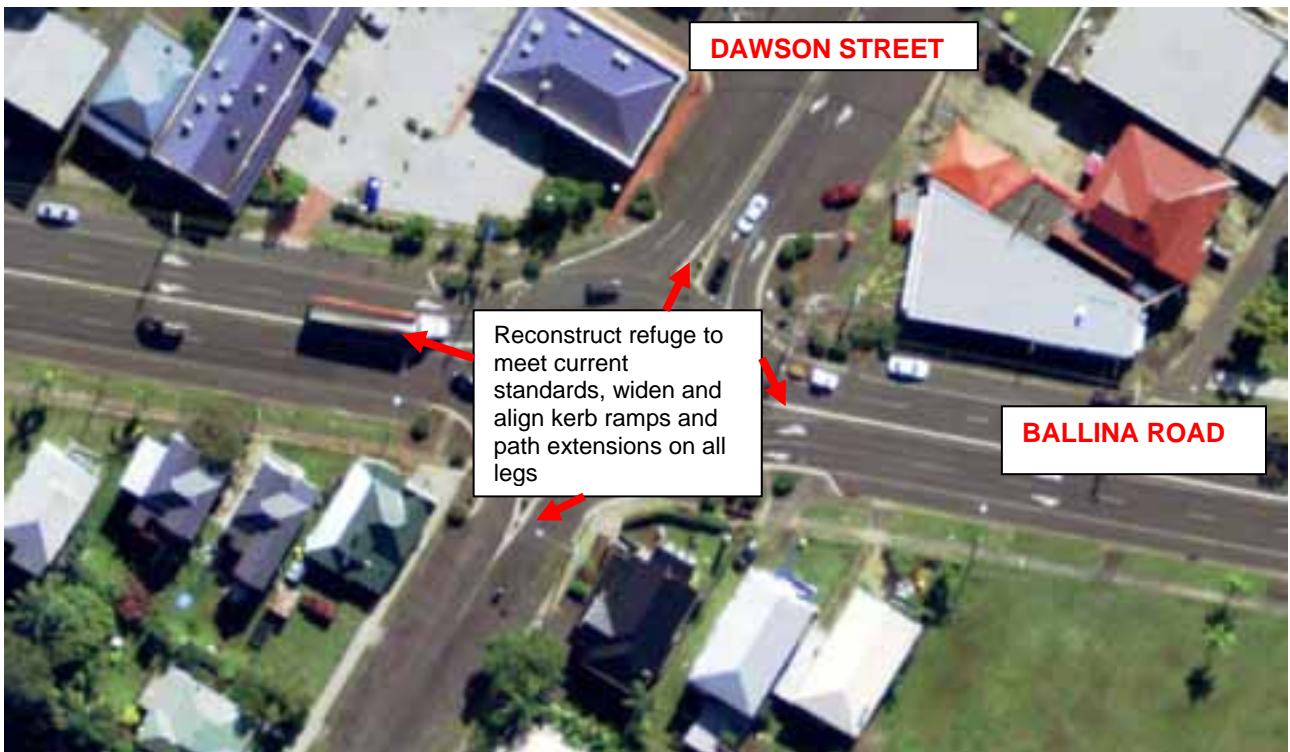 DAWSON STREET
Reconstruct refuge to
meet current
standards, widen and
align kerb ramps and
path extensions on all
legs
BALLINA ROAD